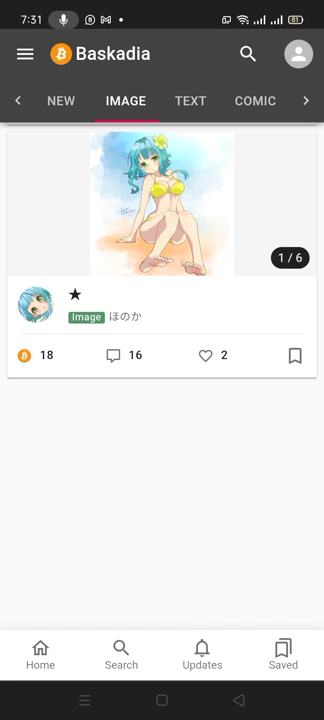 7:31
81
Baskadia
NEW
IMAGE
TEXT
COMIC
1 / 6
★
Image ほのか
18
16
2
Home
Search
Updates
Saved